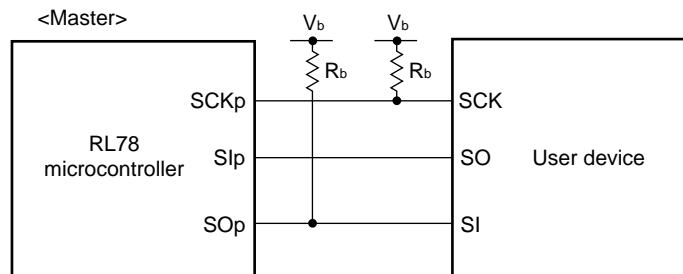 <Master>
Vb Vb
Rb Rb
SCKp SCK
RL78
microcontroller
SIp SO
User device
SOp SI